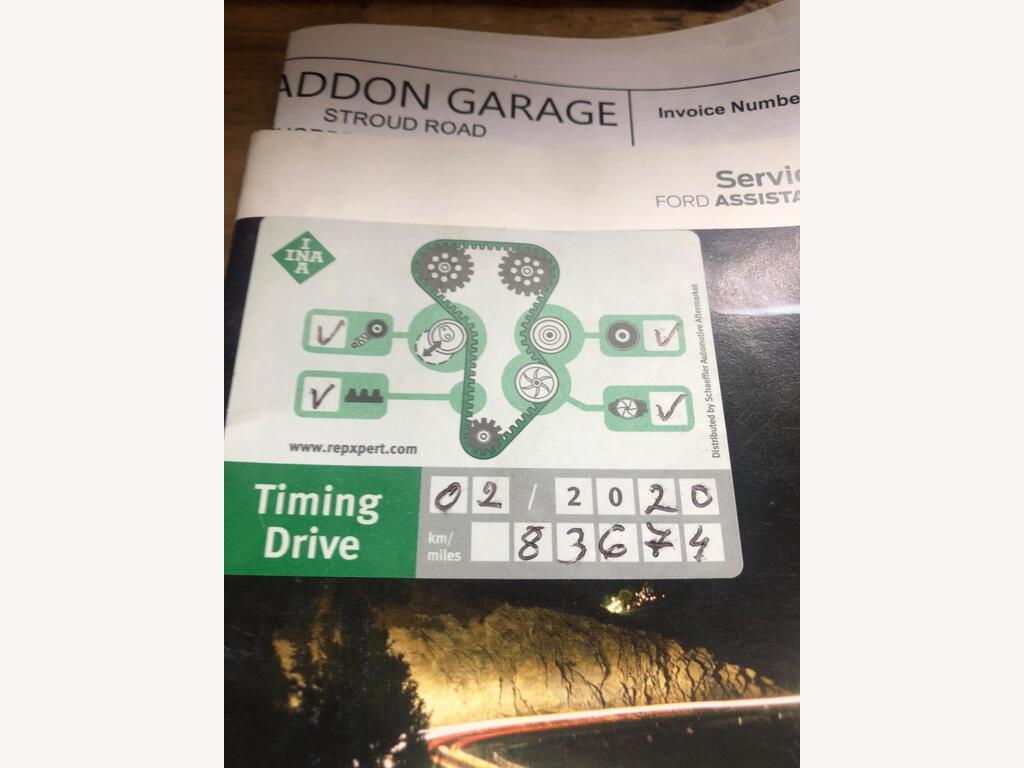 ADDON GARAGE
STROUD ROAD
Invoice Numbe
Servic
FORD ASSISTA
I
INA
A
www.repxpert.com
Distributed by Schaeffler Automotive Aftermarket
Timing
Drive
02 / 2020
km/
miles
83674